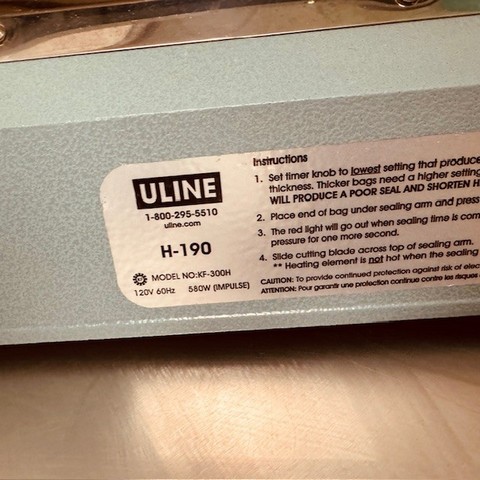 ULINE
1-800-295-5510
uline.com
H-190
MODEL NO:KF-300H
120V 60Hz 580W (IMPULSE)
Instructions
1. Set timer knob to lowest setting that produce
thickness. Thicker bags need a higher setting
WILL PRODUCE A POOR SEAL AND SHORTEN H
2. Place end of bag under sealing arm and press
3. The red light will go out when sealing time is com
pressure for one more second.
4. Slide cutting blade across top of sealing arm.
** Heating element is not hot when the sealing
CAUTION: To provide continued protection against risk of elec
ATTENTION: Pour garantir une protection continue contre les risques